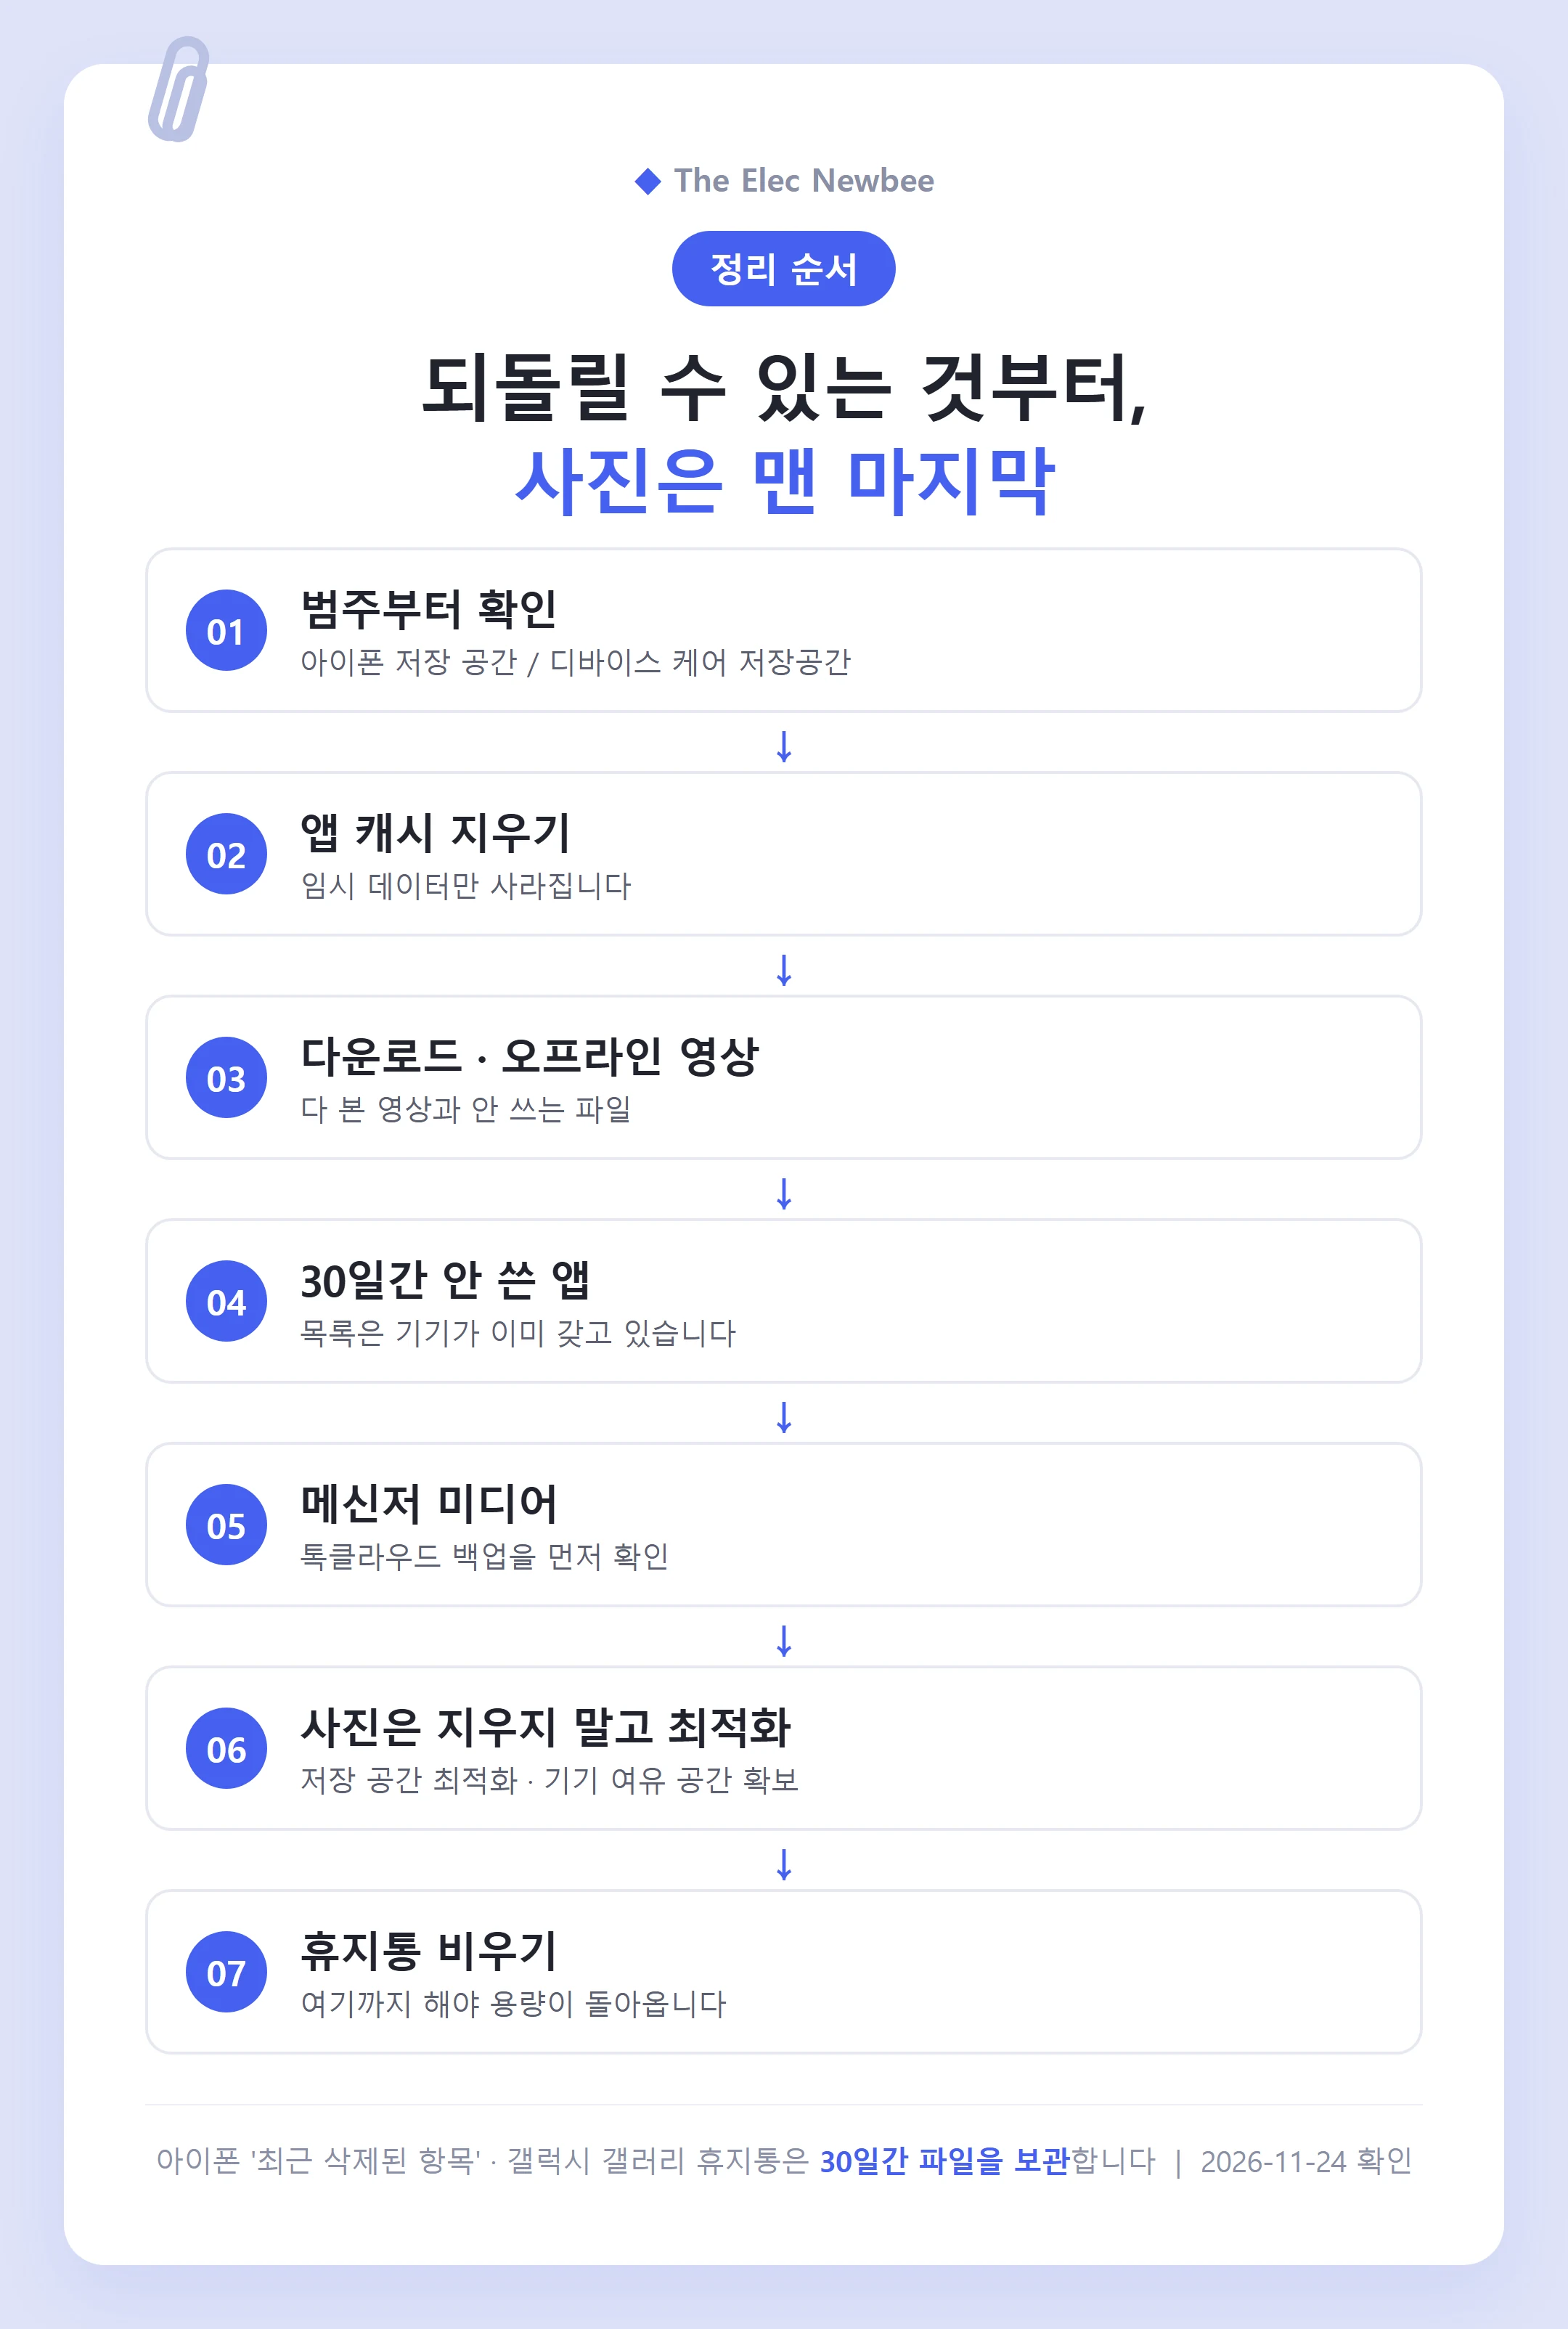 The Elec Newbee
정리 순서
되돌릴 수 있는 것부터,
사진은 맨 마지막
01
범주부터 확인
아이폰 저장 공간 / 디바이스 케어 저장공간
↓
02
앱 캐시 지우기
임시 데이터만 사라집니다
↓
03
다운로드 · 오프라인 영상
다 본 영상과 안 쓰는 파일
↓
04
30일간 안 쓴 앱
목록은 기기가 이미 갖고 있습니다
↓
05
메신저 미디어
톡클라우드 백업을 먼저 확인
↓
06
사진은 지우지 말고 최적화
저장 공간 최적화 · 기기 여유 공간 확보
↓
07
휴지통 비우기
여기까지 해야 용량이 돌아옵니다
아이폰 '최근 삭제된 항목' · 갤럭시 갤러리 휴지통은 30일간 파일을 보관합니다 | 2026-11-24 확인